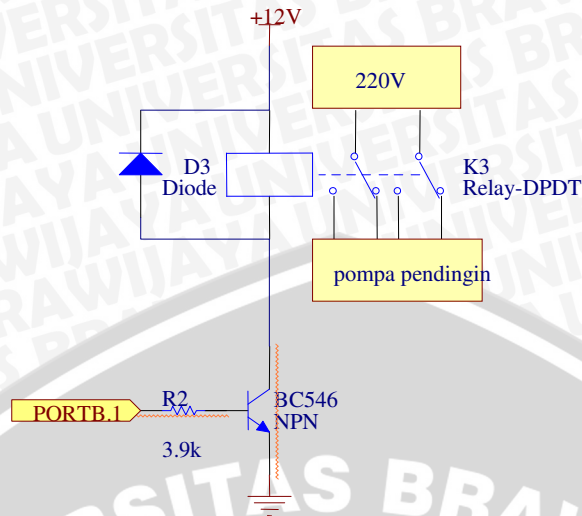 +12V
220V
D3
Diode
K3
Relay-DPDT
pompa pendingin
PORTB.1
R2
3.9k
BC546
NPN